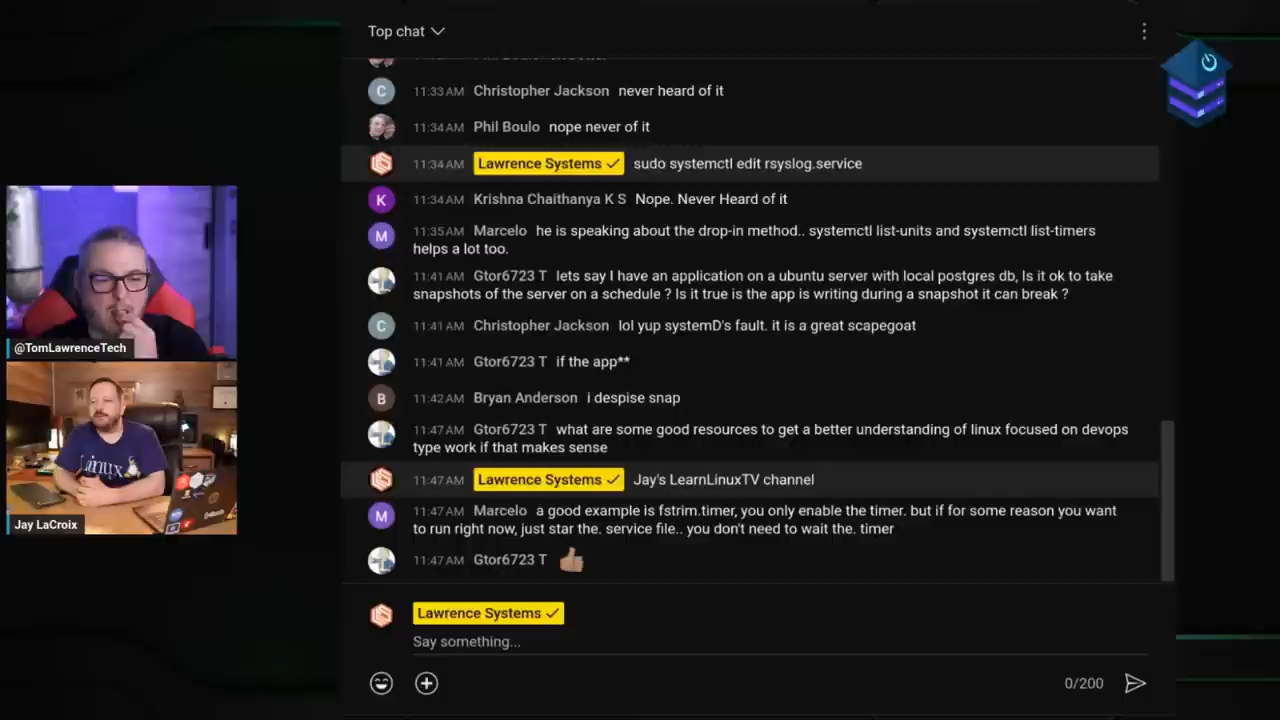 Top chat
11:33 AM Christopher Jackson never heard of it
11:34 AM Phil Boulo nope never of it
11:34 AM Lawrence Systems sudo systemctl edit rsyslog.service
K 11:34 AM Krishna Chaithanya K S Nope. Never Heard of it
M 11:35 AM Marcelo he is speaking about the drop-in method.. systemctl list-units and systemctl list-timers
helps a lot too.
11:41 AM Gtor6723 T lets say I have an application on a ubuntu server with local postgres db, Is it ok to take
snapshots of the server on a schedule ? Is it true is the app is writing during a snapshot it can break ?
C 11:41 AM Christopher Jackson lol yup systemD's fault. it is a great scapegoat
11:41 AM Gtor6723 T if the app**
B 11:42 AM Bryan Anderson i despise snap
11:47 AM Gtor6723 T what are some good resources to get a better understanding of linux focused on devops
type work if that makes sense
11:47 AM Lawrence Systems Jay's LearnLinuxTV channel
M 11:47 AM Marcelo a good example is fstrim.timer, you only enable the timer. but if for some reason you want
to run right now, just star the. service file.. you don't need to wait the. timer
11:47 AM Gtor6723 T
Lawrence Systems
Say something...
0/200
@TomLawrenceTech
Linux
Jay LaCroix